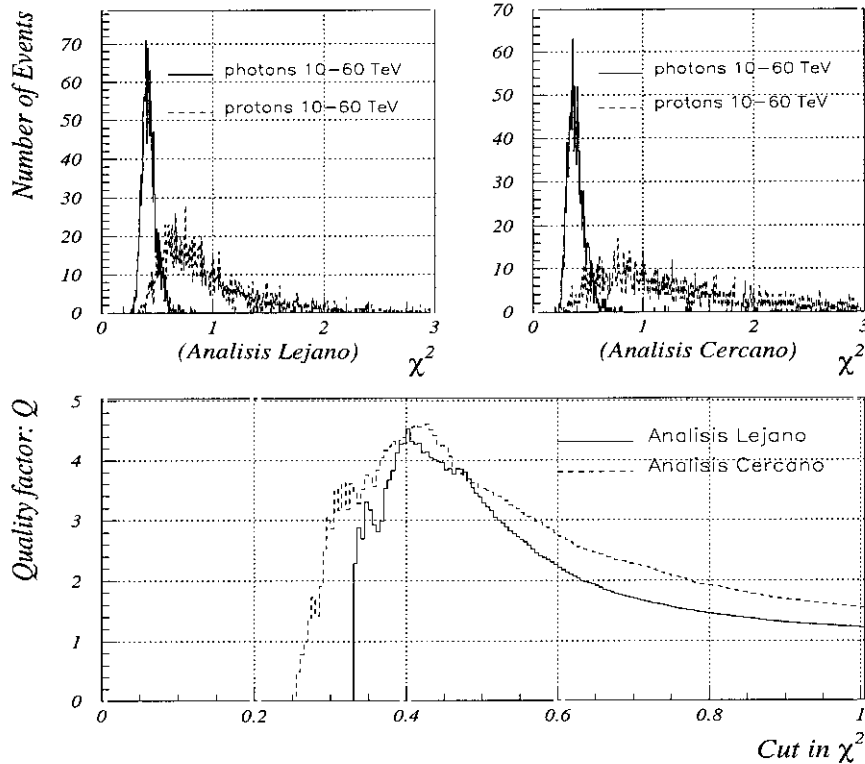 Number of Events
70
60
50
40
30
20
10
0
photons 10-60 TeV
protons 10-60 TeV
0 1 2 3
(Analisis Lejano)
χ²
70
60
50
40
30
20
10
0
photons 10-60 TeV
protons 10-60 TeV
0 1 2 3
(Analisis Cercano)
χ²
Quality factor: Q
5
4
3
2
1
0
Analisis Lejano
Analisis Cercano
0 0.2 0.4 0.6 0.8 1
Cut in χ²